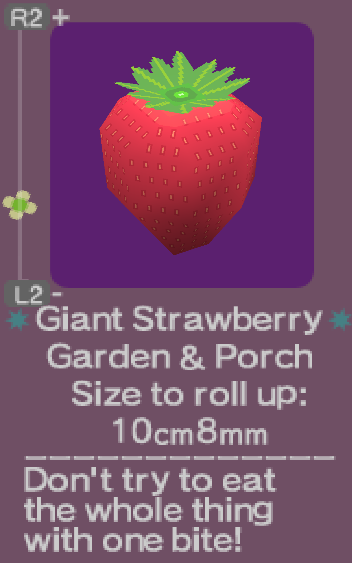 R2 +
L2 -
Giant Strawberry
Garden & Porch
Size to roll up:
10cm8mm
Don't try to eat
the whole thing
with one bite!